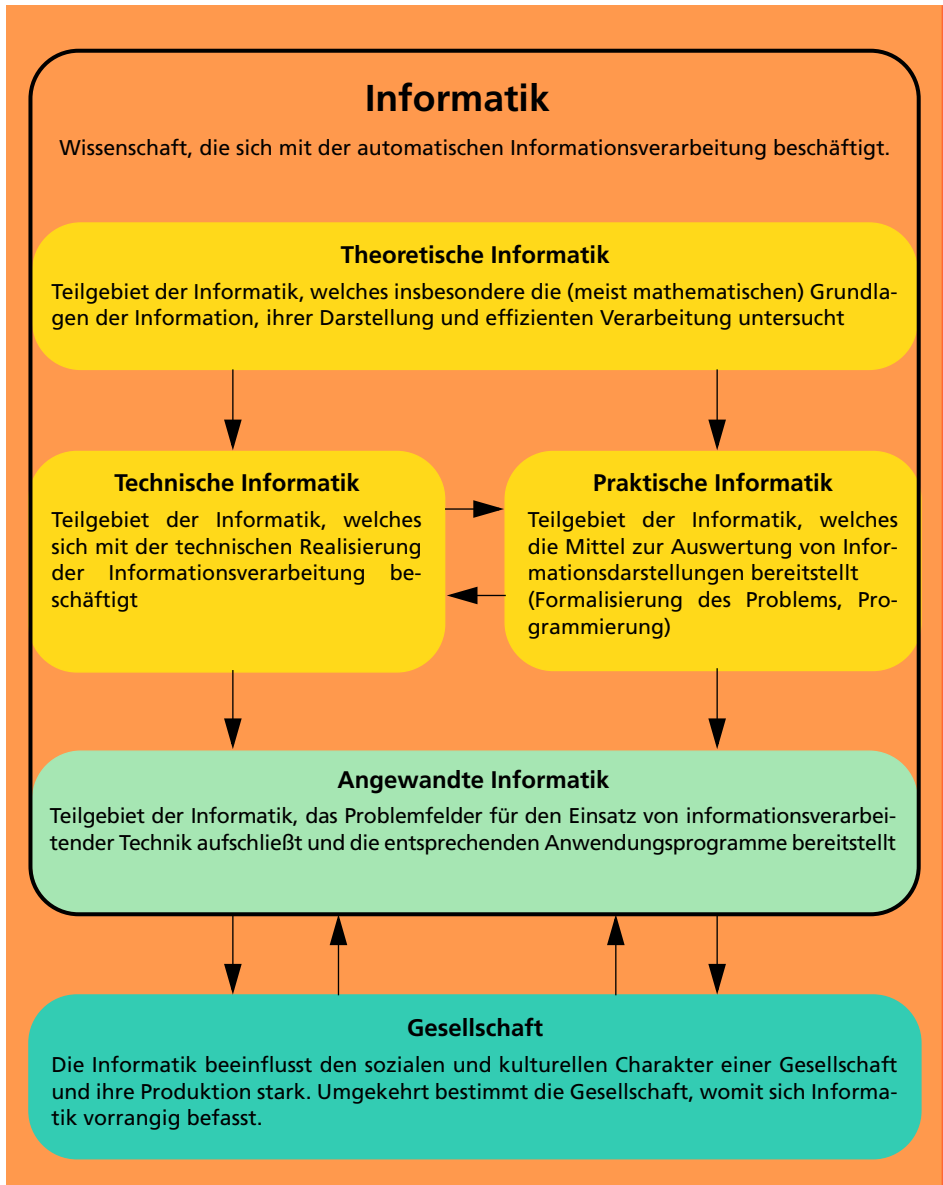 Informatik
Wissenschaft, die sich mit der automatischen Informationsverarbeitung beschäftigt.
Theoretische Informatik
Teilgebiet der Informatik, welches insbesondere die (meist mathematischen) Grundla-
gen der Information, ihrer Darstellung und effizienten Verarbeitung untersucht
Technische Informatik
Teilgebiet der Informatik, welches
sich mit der technischen Realisierung
der Informationsverarbeitung be-
schäftigt
Praktische Informatik
Teilgebiet der Informatik, welches
die Mittel zur Auswertung von Infor-
mationsdarstellungen bereitstellt
(Formalisierung des Problems, Pro-
grammierung)
Angewandte Informatik
Teilgebiet der Informatik, das Problemfelder für den Einsatz von informationsverarbei-
tender Technik aufschließt und die entsprechenden Anwendungsprogramme bereitstellt
Gesellschaft
Die Informatik beeinflusst den sozialen und kulturellen Charakter einer Gesellschaft
und ihre Produktion stark. Umgekehrt bestimmt die Gesellschaft, womit sich Informa-
tik vorrangig befasst.